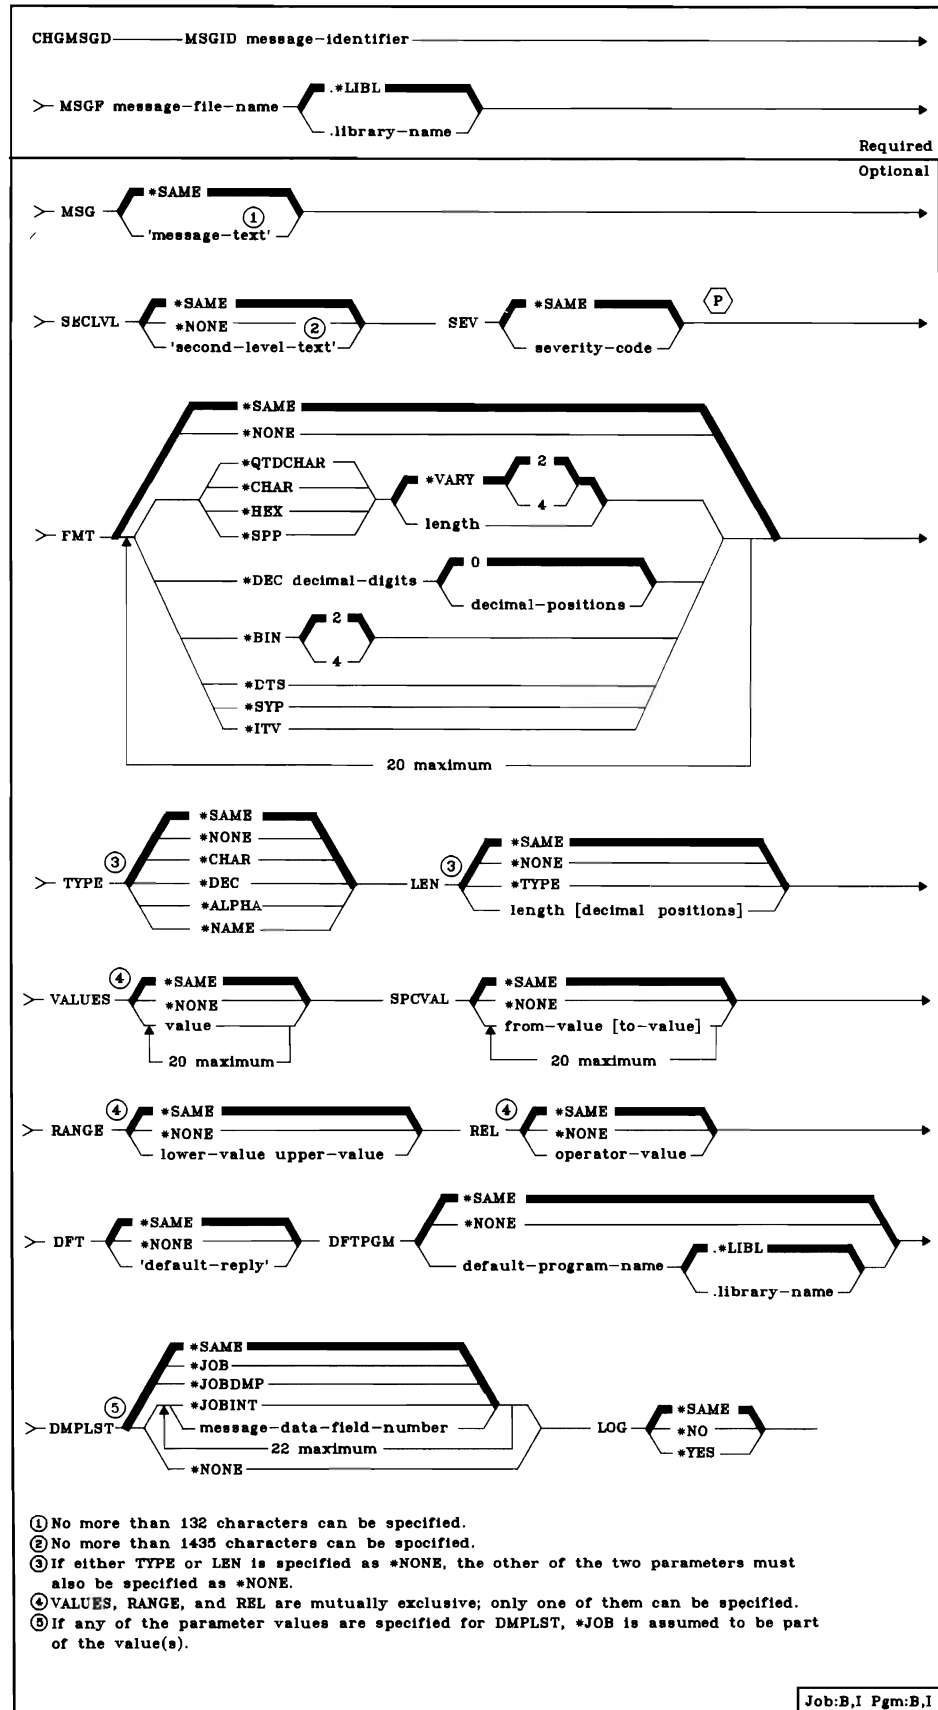 CHGMSGD MSGID message-identifier
.*LIBL
MSGF message-file-name
.library-name
Required
Optional
*SAME
MSG ①
'message-text'
*SAME *SAME P
SECLVL *NONE ② SEV
'second-level-text' severity-code
*SAME
*NONE
*QTDCHAR 2
*CHAR *VARY
*HEX 4
*SPP length
FMT
0
*DEC decimal-digits
decimal-positions
2
*BIN
4
*DTS
*SYP
*ITV
20 maximum
*SAME *SAME
*NONE *NONE
③ *CHAR ③
TYPE *DEC LEN *TYPE
*ALPHA length [decimal positions]
*NAME
④ *SAME *SAME
VALUES *NONE SPCVAL *NONE
value from-value [to-value]
20 maximum 20 maximum
④ *SAME ④ *SAME
RANGE *NONE REL *NONE
lower-value upper-value operator-value
*SAME
*SAME *NONE
DFT *NONE DFTPGM .*LIBL
'default-reply' default-program-name
.library-name
*SAME
*JOB
*JOBDMP
⑤ *JOBINT *SAME
DMPLST message-data-field-number LOG *NO
22 maximum *YES
*NONE
① No more than 132 characters can be specified.
② No more than 1435 characters can be specified.
③ If either TYPE or LEN is specified as *NONE, the other of the two parameters must
also be specified as *NONE.
④ VALUES, RANGE, and REL are mutually exclusive; only one of them can be specified.
⑤ If any of the parameter values are specified for DMPLST, *JOB is assumed to be part
of the value(s).
Job:B,I Pgm:B,I